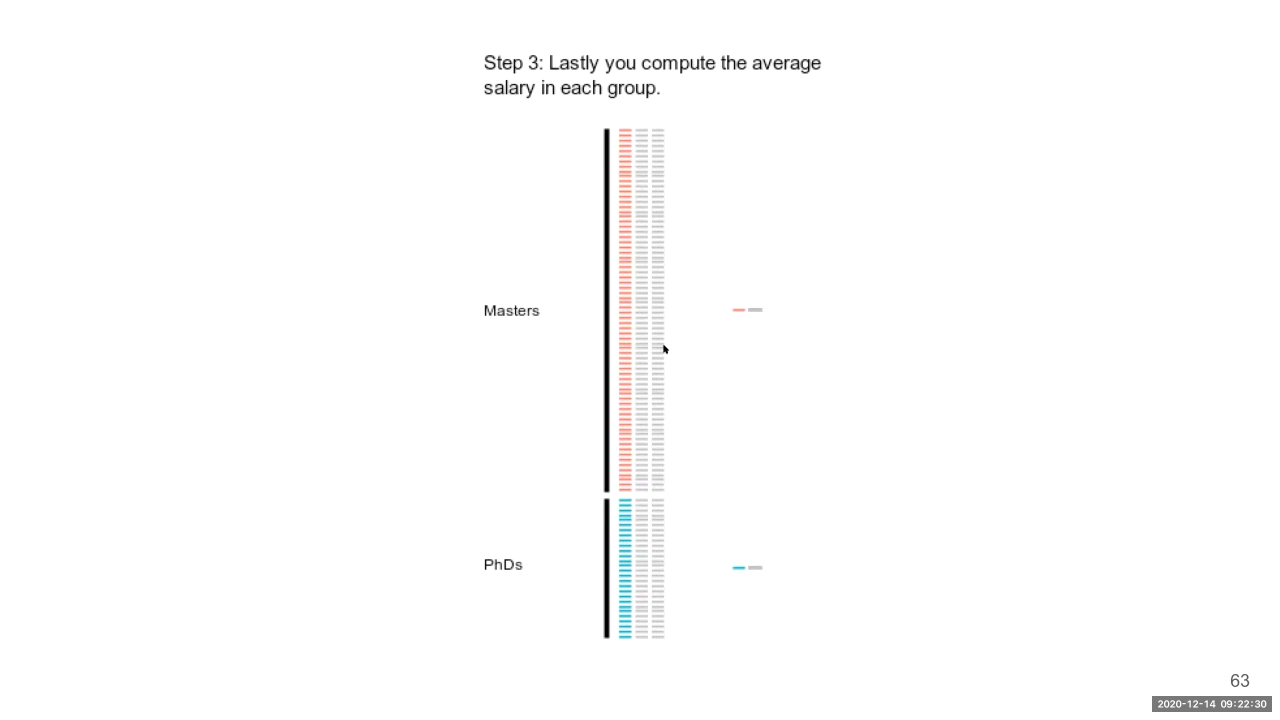 Step 3: Lastly you compute the average
salary in each group.
Masters
PhDs
63
2020-12-14 09:22:30